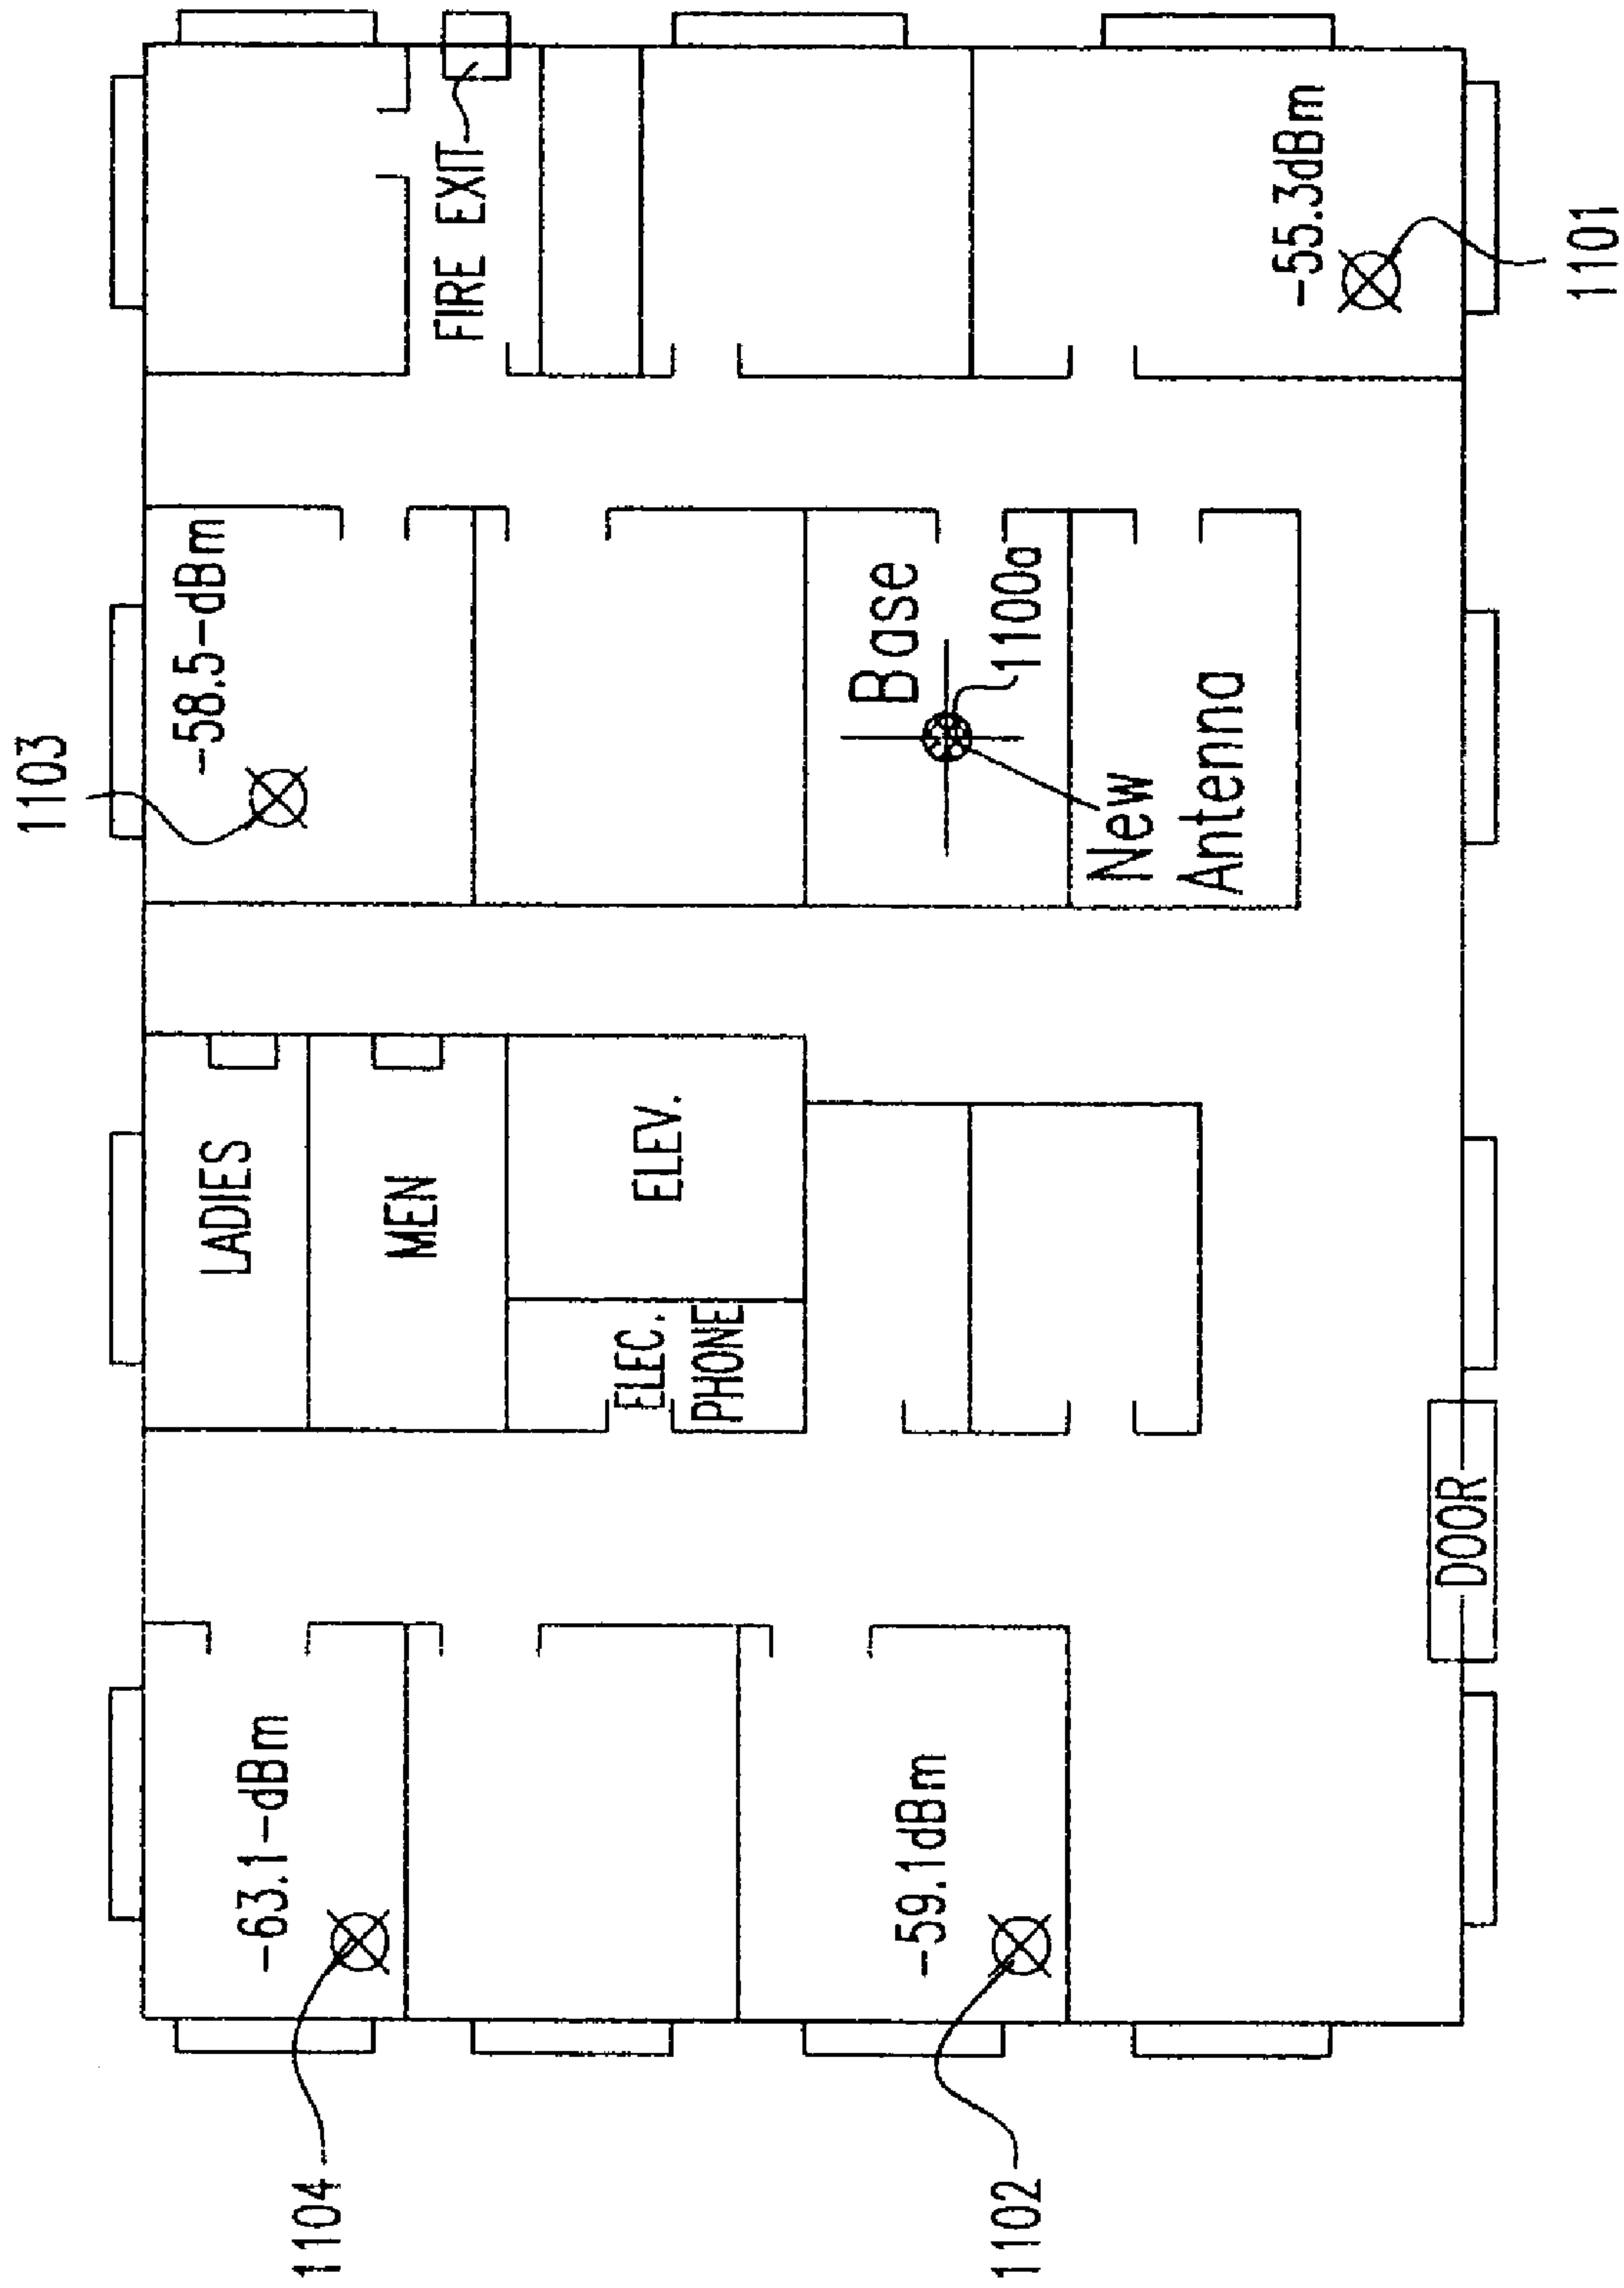 1103
-58.5-dBm
LADIES
-63.1-dBm
1104
MEN
FIRE EXIT
ELEC.
PHONE
ELEV.
Base
-59.1dBm
1102
1100a
New
Antenna
-55.3dBm
DOOR
1101